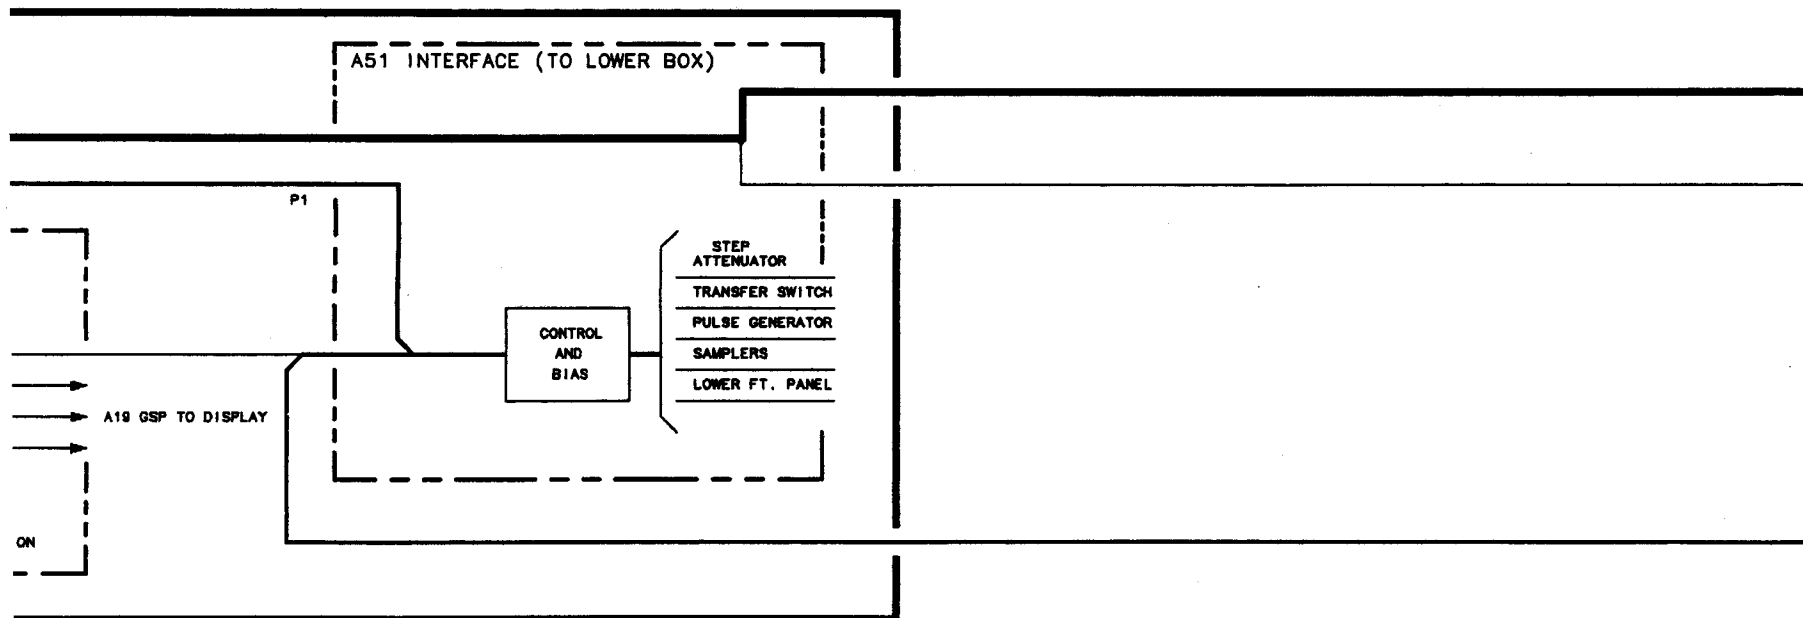 A51 INTERFACE (TO LOWER BOX)
P1
STEP
ATTENUATOR
TRANSFER SWITCH
PULSE GENERATOR
SAMPLERS
LOWER FT. PANEL
CONTROL
AND
BIAS
A19 GSP TO DISPLAY
ON